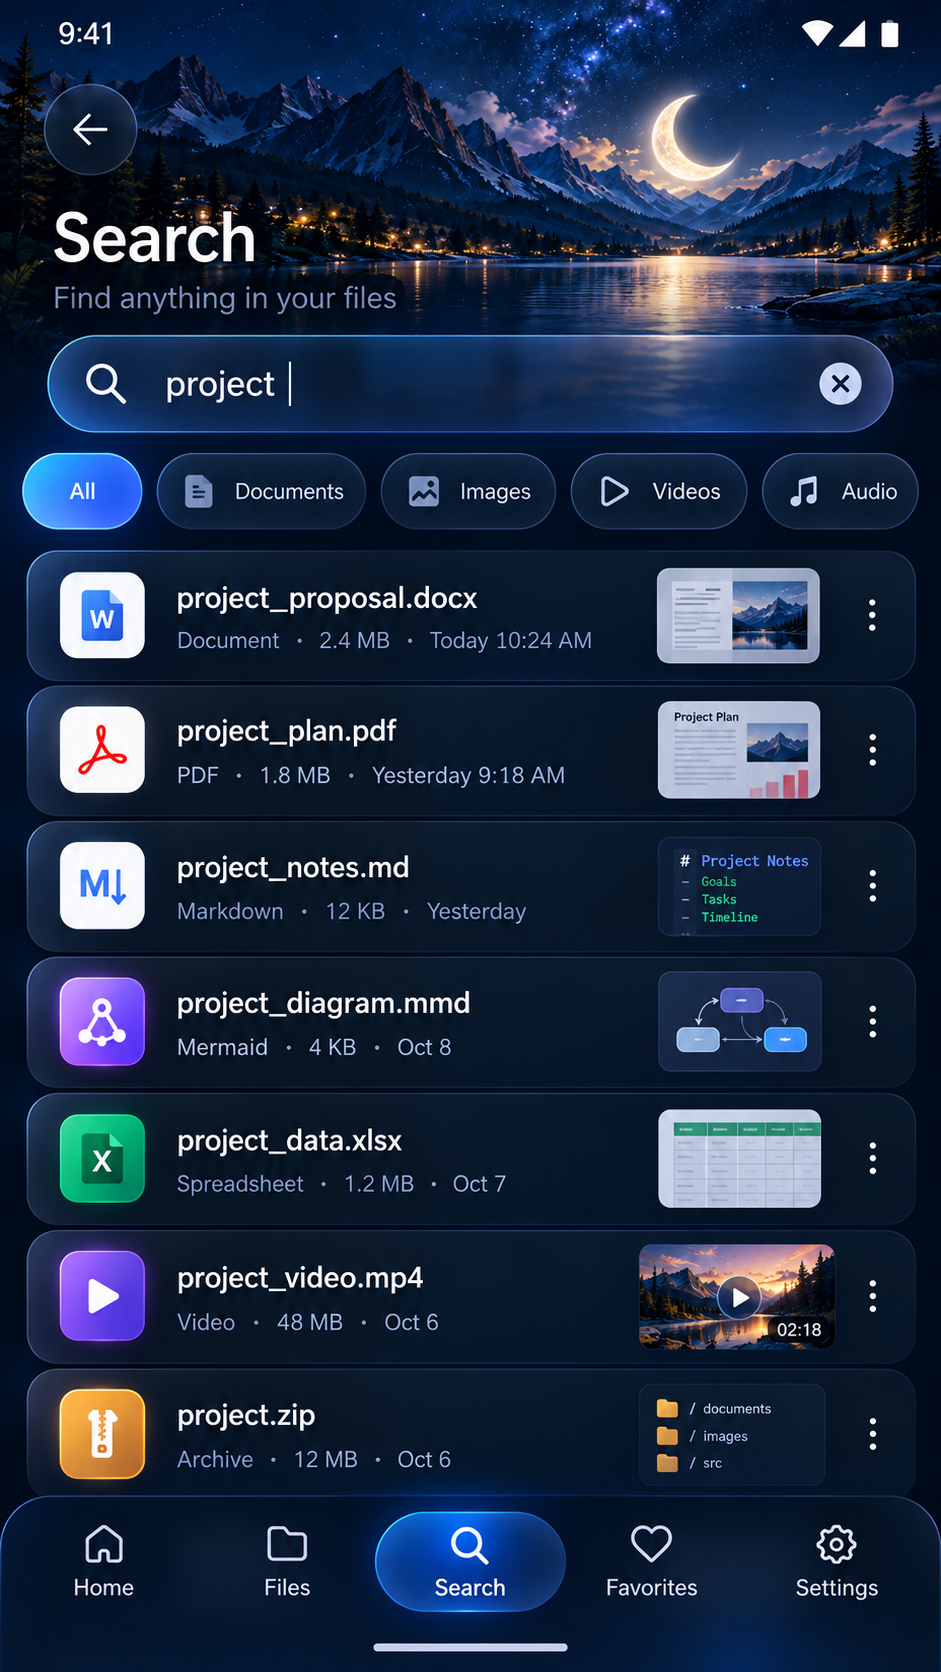 9:41
Search
Find anything in your files
project
All
Documents
Images
Videos
Audio
W
project_proposal.docx
Document • 2.4 MB • Today 10:24 AM
project_plan.pdf
PDF • 1.8 MB • Yesterday 9:18 AM
Project Plan
M↓
project_notes.md
Markdown • 12 KB • Yesterday
# Project Notes
– Goals
– Tasks
– Timeline
project_diagram.mmd
Mermaid • 4 KB • Oct 8
X
project_data.xlsx
Spreadsheet • 1.2 MB • Oct 7
project_video.mp4
Video • 48 MB • Oct 6
02:18
project.zip
Archive • 12 MB • Oct 6
/ documents
/ images
/ src
Home
Files
Search
Favorites
Settings